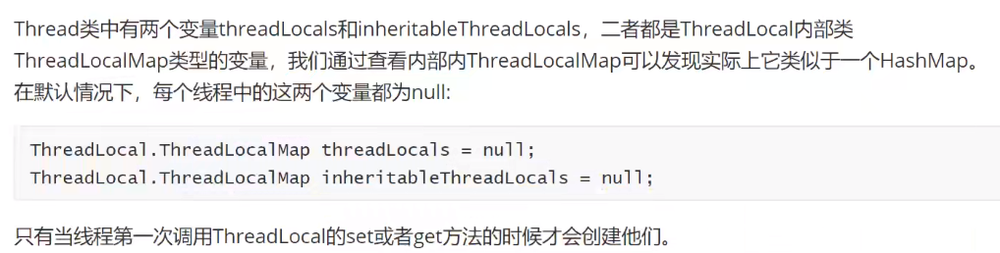 Thread类中有两个变量threadLocals和inheritableThreadLocals，二者都是ThreadLocal内部类
ThreadLocalMap类型的变量，我们通过查看内部内ThreadLocalMap可以发现实际上它类似于一个HashMap。
在默认情况下，每个线程中的这两个变量都为null:
ThreadLocal.ThreadLocalMap threadLocals = null;
ThreadLocal.ThreadLocalMap inheritableThreadLocals = null;
只有当线程第一次调用ThreadLocal的set或者get方法的时候才会创建他们。